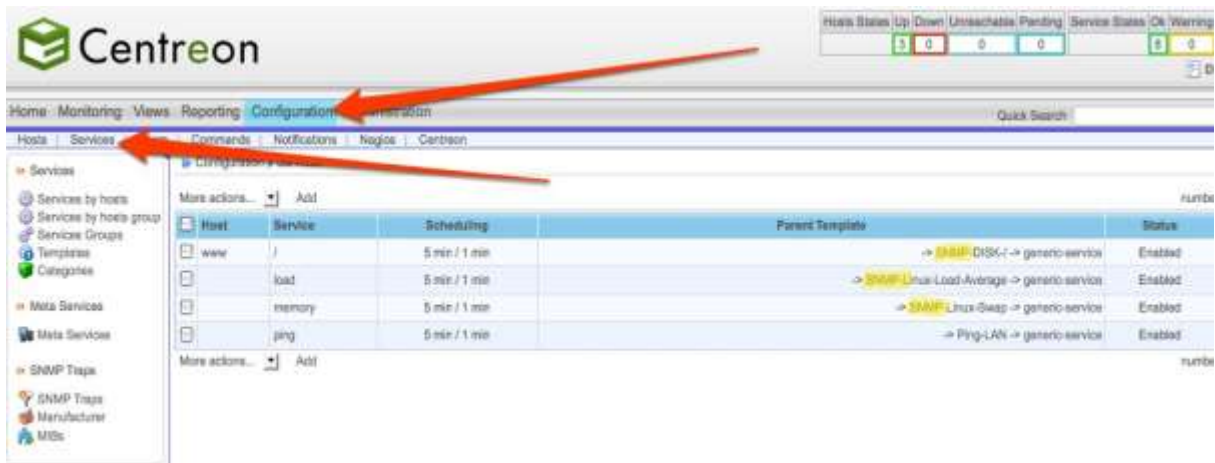 Centreon
Hosts States Up Down Unreachable Pending Service States Ok Warning
3 0 0 0 6 0
Home Monitoring Views Reporting Configuration
Quick Search
Hosts | Services Commands | Notifications | Nagios | Centreon
Services
Services by hosts
Services by hosts group
Services Groups
Templates
Categories
Meta Services
Meta Services
SNMP Traps
SNMP Traps
Manufacturer
MIBs
More actions... Add
Host Service Scheduling Parent Template Status
www / 5 min / 1 min -> SNMP-DISK-/ -> generic-service Enabled
load 5 min / 1 min -> SNMP-Linux-Load-Average -> generic-service Enabled
memory 5 min / 1 min -> SNMP-Linux-Swap -> generic-service Enabled
ping 5 min / 1 min -> Ping-LAN -> generic-service Enabled
More actions... Add